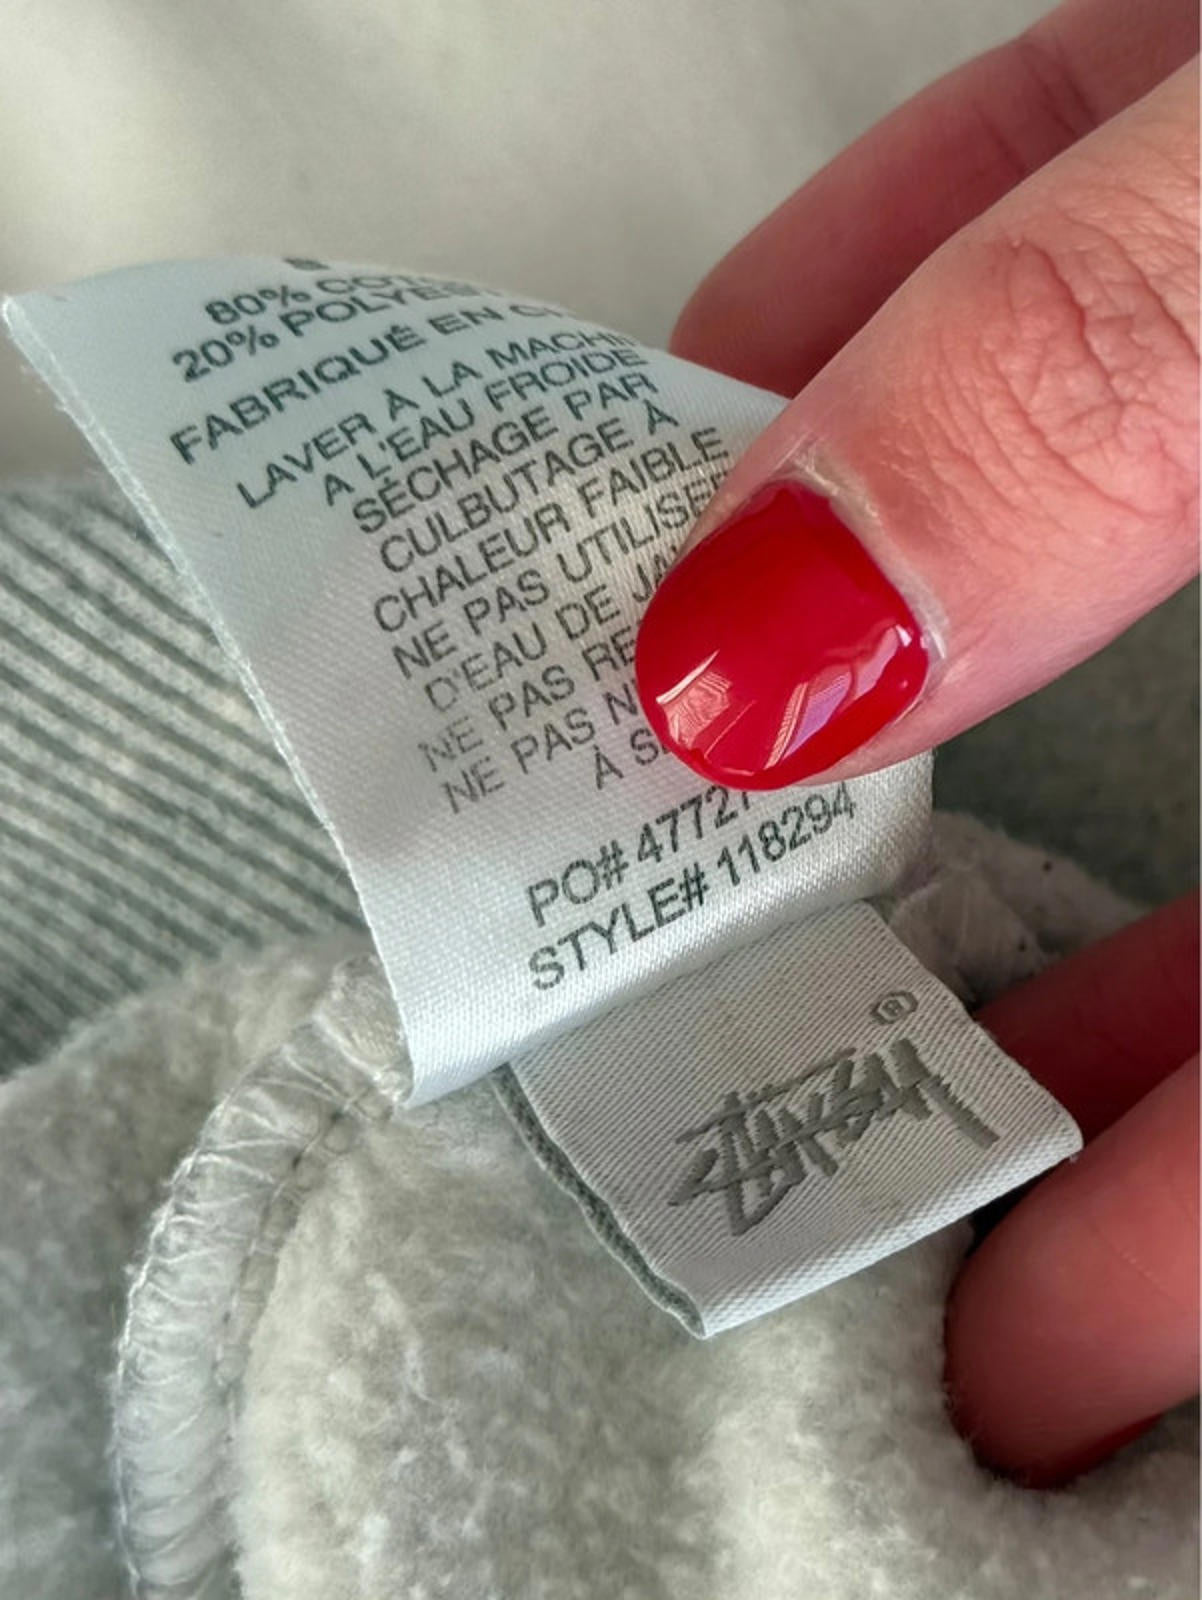 80%
20%
FABRIQUÉ EN
LAVER À LA
A L'EAU FROIDE
SÉCHAGE PAR
CULBUTAGE À
CHALEUR FAIBLE
NE PAS
D'EAU DE
NE PAS
NE PAS
À
PO#
STYLE# 118294
®
STÜSSY